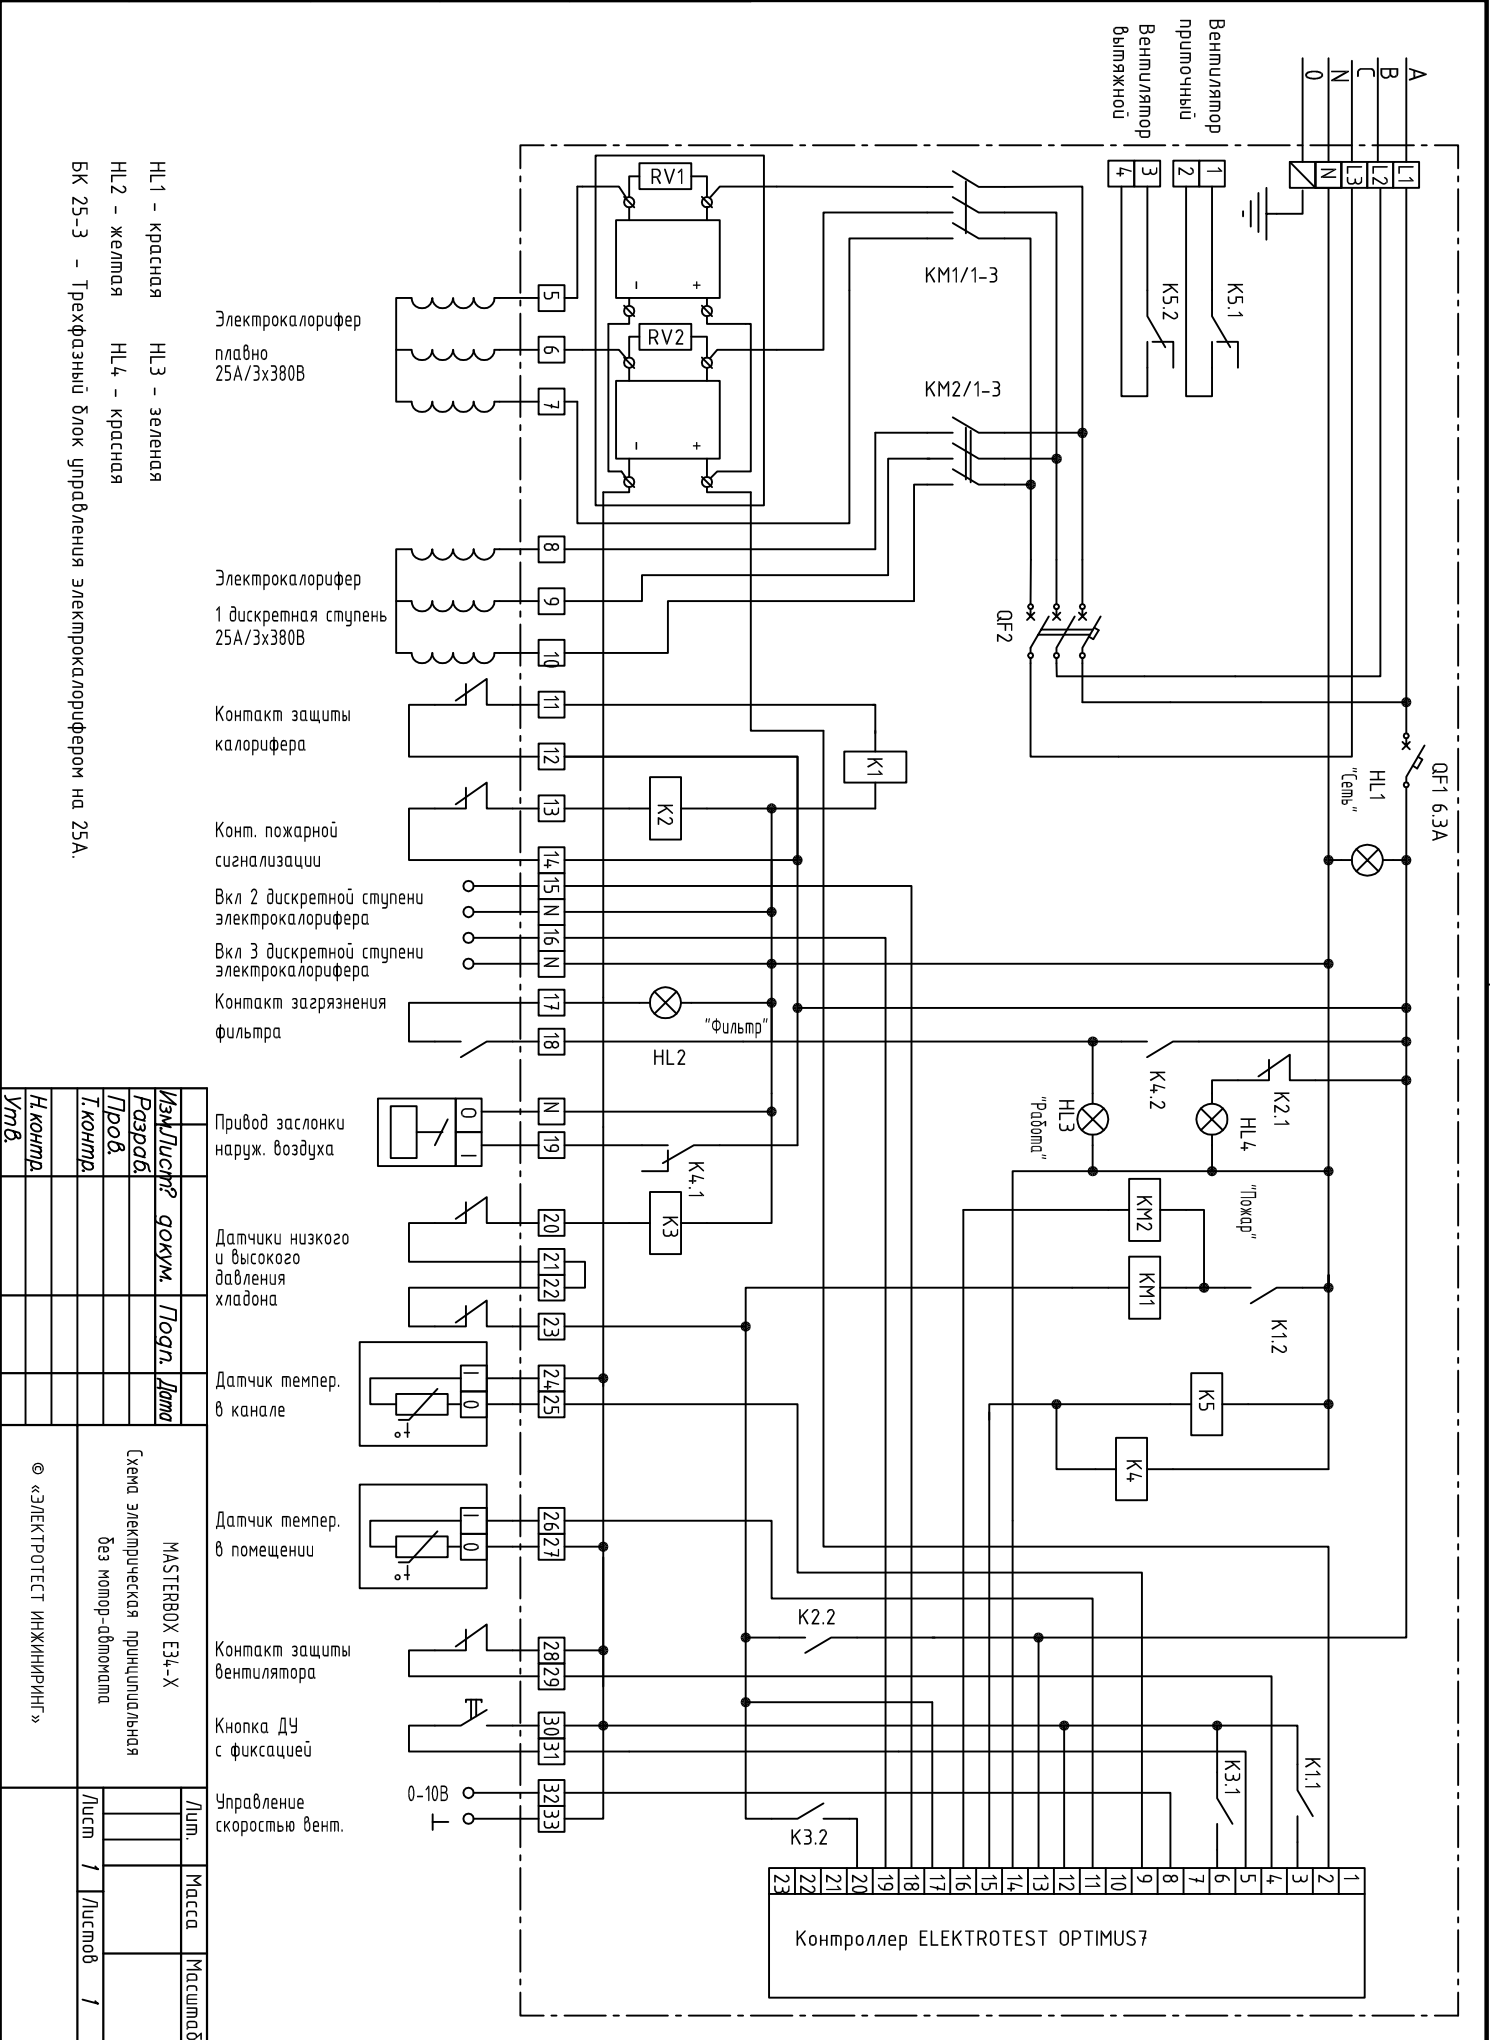 A
B
C
N
0
L1
L2
L3
N
Вентилятор
приточный
Вентилятор
вытяжной
1
2
3
4
K5.1
K5.2
KM1/1-3
KM2/1-3
QF2
QF1 6.3A
HL1
"Сеть"
RV1
- +
RV2
- +
5
6
7
8
9
10
11
12
13
14
15
N
16
N
17
18
N
19
20
21
22
23
24
25
26
27
28
29
30
31
32
33
Электрокалорифер
плавно
25А/3х380В
Электрокалорифер
1 дискретная ступень
25А/3х380В
Контакт защиты
калорифера
Конт. пожарной
сигнализации
Вкл 2 дискретной ступени
электрокалорифера
Вкл 3 дискретной ступени
электрокалорифера
Контакт загрязнения
фильтра
Привод заслонки
наруж. воздуха
0 I
Датчики низкого
и высокого
давления
хладона
Датчик темпер.
в канале
I 0
t°
Датчик темпер.
в помещении
I 0
t°
Контакт защиты
вентилятора
Кнопка ДУ
с фиксацией
Управление
скоростью вент.
0-10В
K1
K2
"Фильтр"
HL2
K4.1
K3
K4.2
K2.1
HL3
"Работа"
HL4
"Пожар"
KM2
KM1
K1.2
K5
K4
K2.2
K3.2
K3.1
K1.1
1
2
3
4
5
6
7
8
9
10
11
12
13
14
15
16
17
18
19
20
21
22
23
Контроллер ELEKTROTEST OPTIMUS7
HL1 - красная HL3 - зеленая
HL2 - желтая HL4 - красная
БК 25-3 - Трехфазный блок управления электрокалорифером на 25А.
Изм.Лист ? докум. Подп. Дата
Разраб.
Пров.
Т.контр.
Н.контр.
Утв.
MASTERBOX E34-X
Схема электрическая принципиальная
без мотор-автомата
© «ЭЛЕКТРОТЕСТ ИНЖИНИРИНГ»
Лит. Масса Масштаб
Лист 1 Листов 1